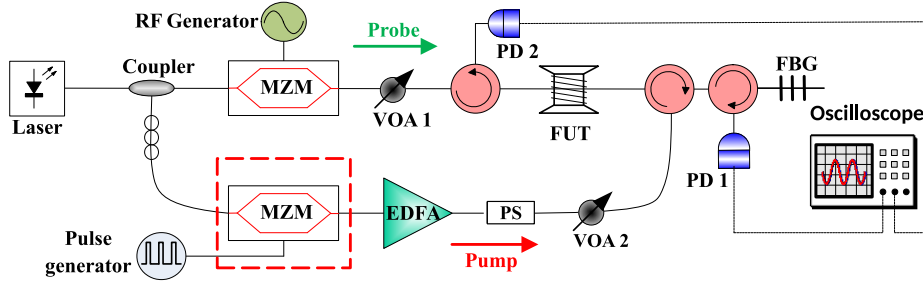 RF Generator
Probe
PD 2
Coupler
MZM
FBG
Laser
VOA 1
FUT
Oscilloscope
PD 1
MZM
EDFA
PS
VOA 2
Pulse
generator
Pump